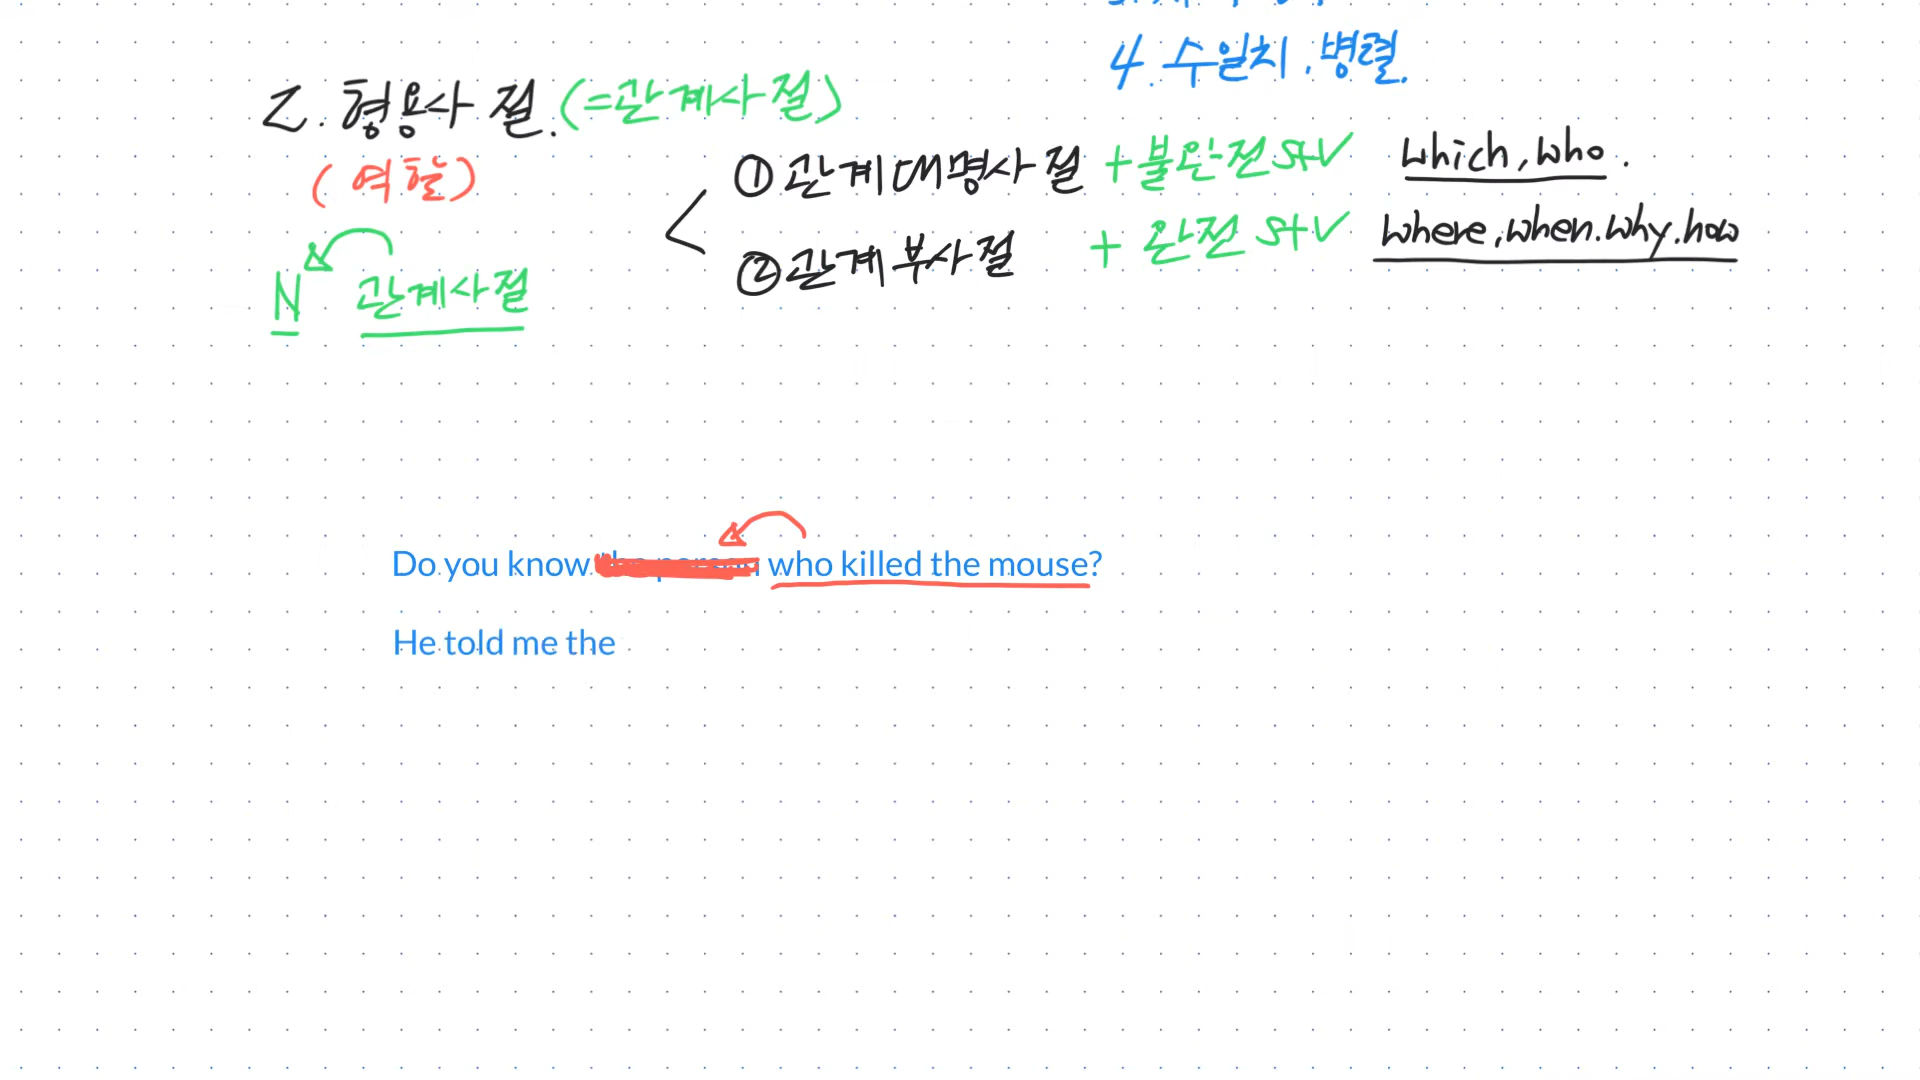 4. 수일치, 병렬.
2. 형용사 절. (=관계사절)
(역할)
① 관계대명사절 + 불완전 S+V which, who.
② 관계부사절 + 완전 S+V where, when. why. how
N 관계사절
Do you know the person who killed the mouse?
He told me the